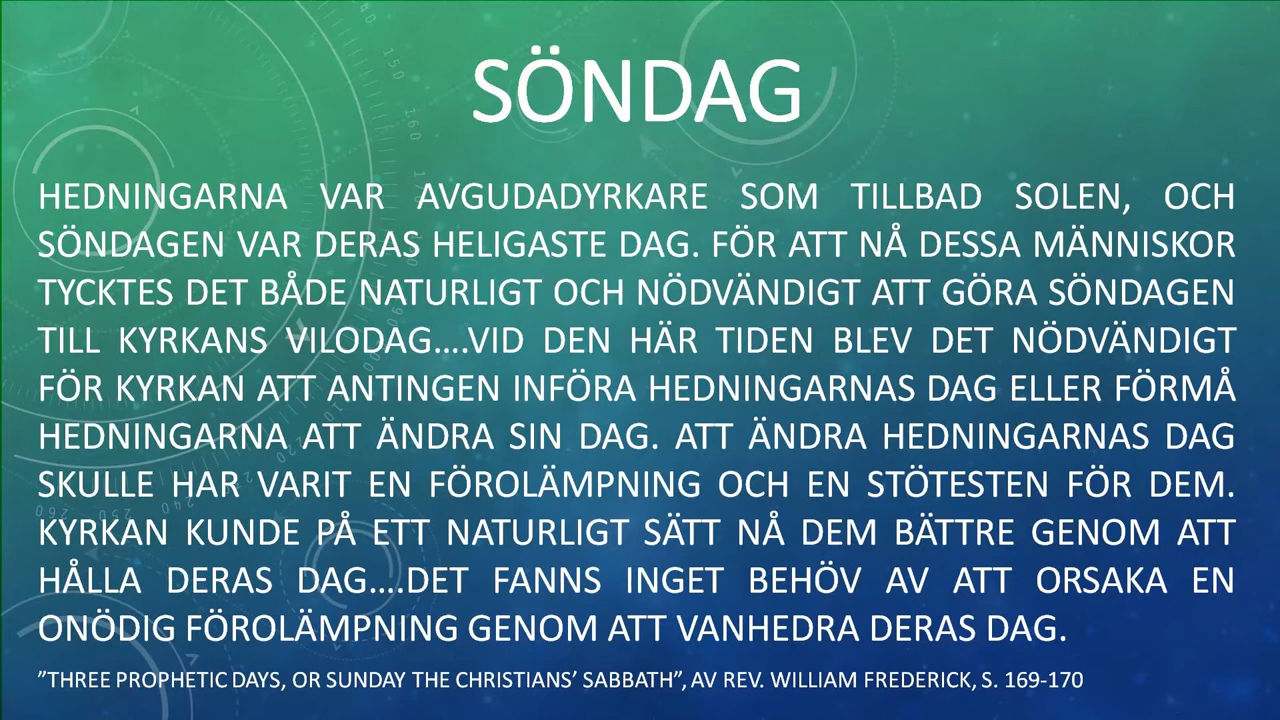 SÖNDAG
HEDNINGARNA VAR AVGUDADYRKARE SOM TILLBAD SOLEN, OCH
SÖNDAGEN VAR DERAS HELIGASTE DAG. FÖR ATT NÅ DESSA MÄNNISKOR
TYCKTES DET BÅDE NATURLIGT OCH NÖDVÄNDIGT ATT GÖRA SÖNDAGEN
TILL KYRKANS VILODAG....VID DEN HÄR TIDEN BLEV DET NÖDVÄNDIGT
FÖR KYRKAN ATT ANTINGEN INFÖRA HEDNINGARNAS DAG ELLER FÖRMÅ
HEDNINGARNA ATT ÄNDRA SIN DAG. ATT ÄNDRA HEDNINGARNAS DAG
SKULLE HAR VARIT EN FÖROLÄMPNING OCH EN STÖTESTEN FÖR DEM.
KYRKAN KUNDE PÅ ETT NATURLIGT SÄTT NÅ DEM BÄTTRE GENOM ATT
HÅLLA DERAS DAG....DET FANNS INGET BEHÖV AV ATT ORSAKA EN
ONÖDIG FÖROLÄMPNING GENOM ATT VANHEDRA DERAS DAG.
”THREE PROPHETIC DAYS, OR SUNDAY THE CHRISTIANS’ SABBATH”, AV REV. WILLIAM FREDERICK, S. 169-170